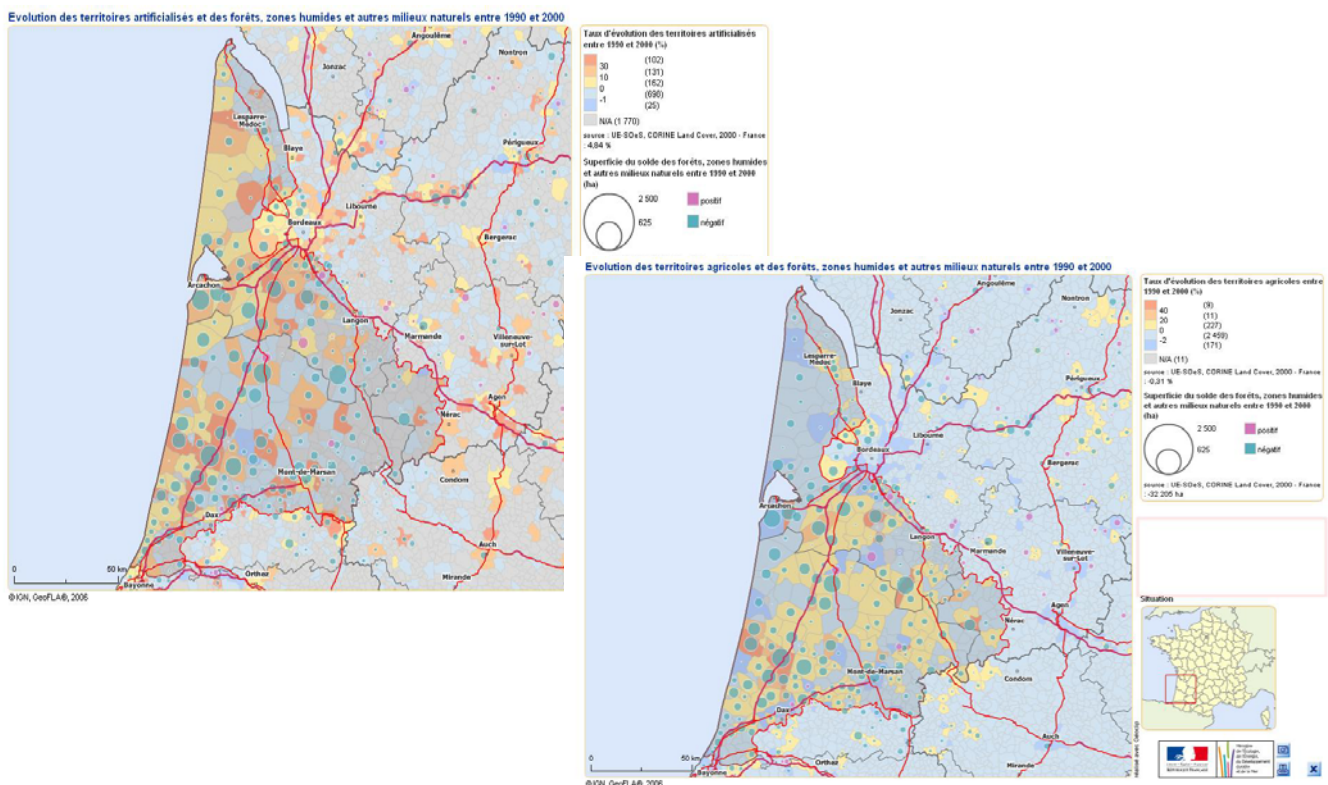 Evolution des territoires artificialisés et des forêts, zones humides et autres milieux naturels entre 1990 et 2000
Angoulême
Nontron
Jonzac
Lesparre-
Médoc
Blaye
Périgueux
Libourne
Bordeaux
Bergerac
Arcachon
Langon
Marmande
Villeneuve-
sur-Lot
Agen
Nérac
Mont-de-Marsan
Condom
Dax
Auch
Orthez
Mirande
Bayonne
0
50 km
©IGN, GeoFLA®, 2006
Taux d'évolution des territoires artificialisés
entre 1990 et 2000 (%)
(102)
30
(131)
10
(162)
0
(690)
-1
(25)
N/A (1 770)
source : UE-SOeS, CORINE Land Cover, 2000 - France
: 4,84 %
Superficie du solde des forêts, zones humides
et autres milieux naturels entre 1990 et 2000
(ha)
2 500
positif
625
négatif
Evolution des territoires agricoles et des forêts, zones humides et autres milieux naturels entre 1990 et 2000
Angoulême
Nontron
Jonzac
Lesparre-
Médoc
Blaye
Périgueux
Libourne
Bordeaux
Bergerac
Arcachon
Langon
Marmande
Villeneuve-
sur-Lot
Agen
Nérac
Mont-de-Marsan
Condom
Dax
Auch
Orthez
Mirande
Bayonne
0
50 km
©IGN, GeoFLA®, 2006
réalisé avec Géoclip
Taux d'évolution des territoires agricoles entre
1990 et 2000 (%)
(9)
40
(11)
20
(227)
0
(2 459)
-2
(171)
N/A (11)
source : UE-SOeS, CORINE Land Cover, 2000 - France
: -0,31 %
Superficie du solde des forêts, zones humides
et autres milieux naturels entre 1990 et 2000
(ha)
2 500
positif
625
négatif
source : UE-SOeS, CORINE Land Cover, 2000 - France
: -32 205 ha
Situation